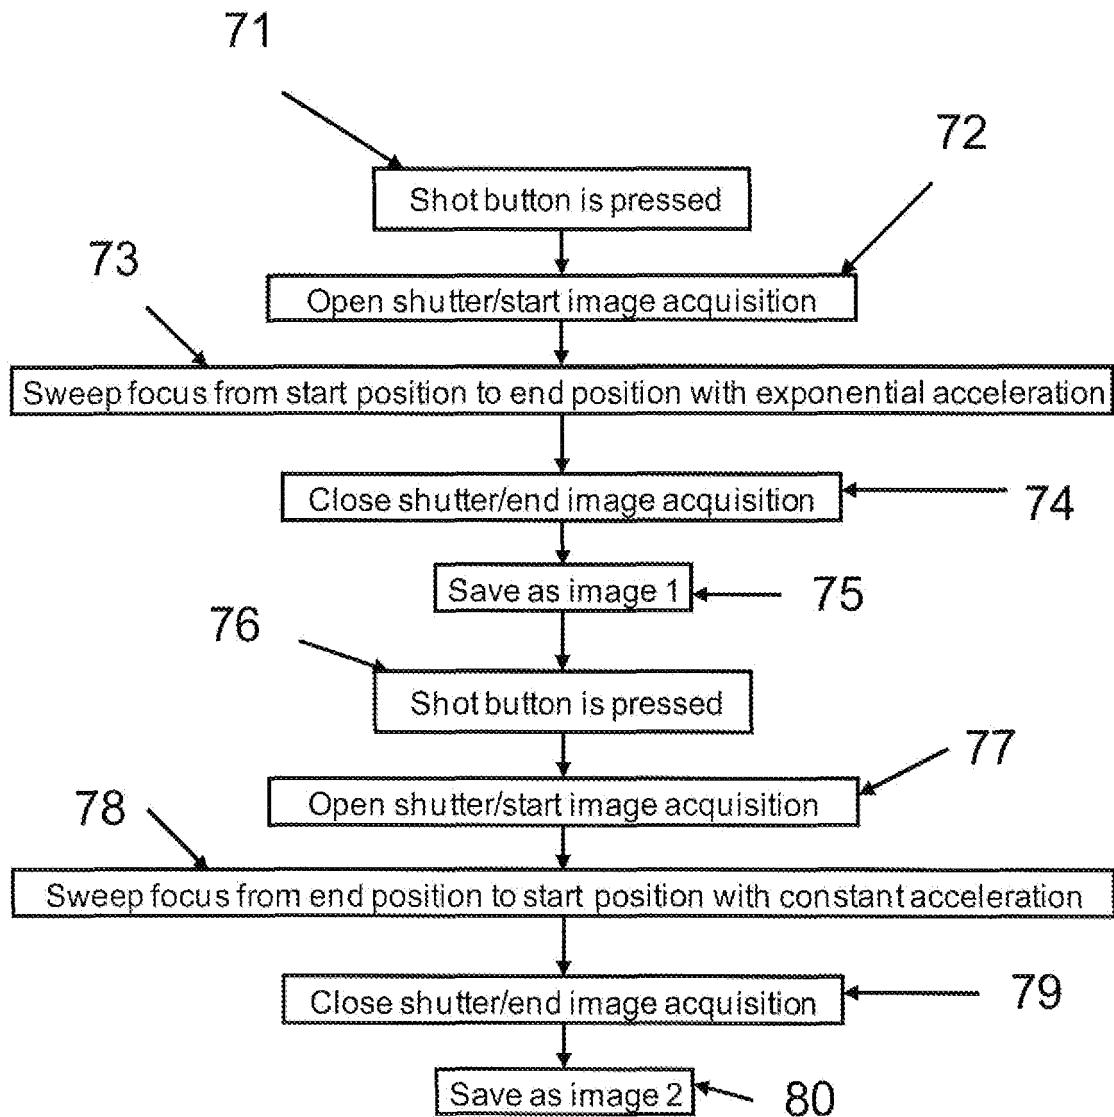 71
72
Shot button is pressed
73
Open shutter/start image acquisition
Sweep focus from start position to end position with exponential acceleration
Close shutter/end image acquisition
74
Save as image 1
75
76
Shot button is pressed
77
Open shutter/start image acquisition
78
Sweep focus from end position to start position with constant acceleration
Close shutter/end image acquisition
79
Save as image 2
80